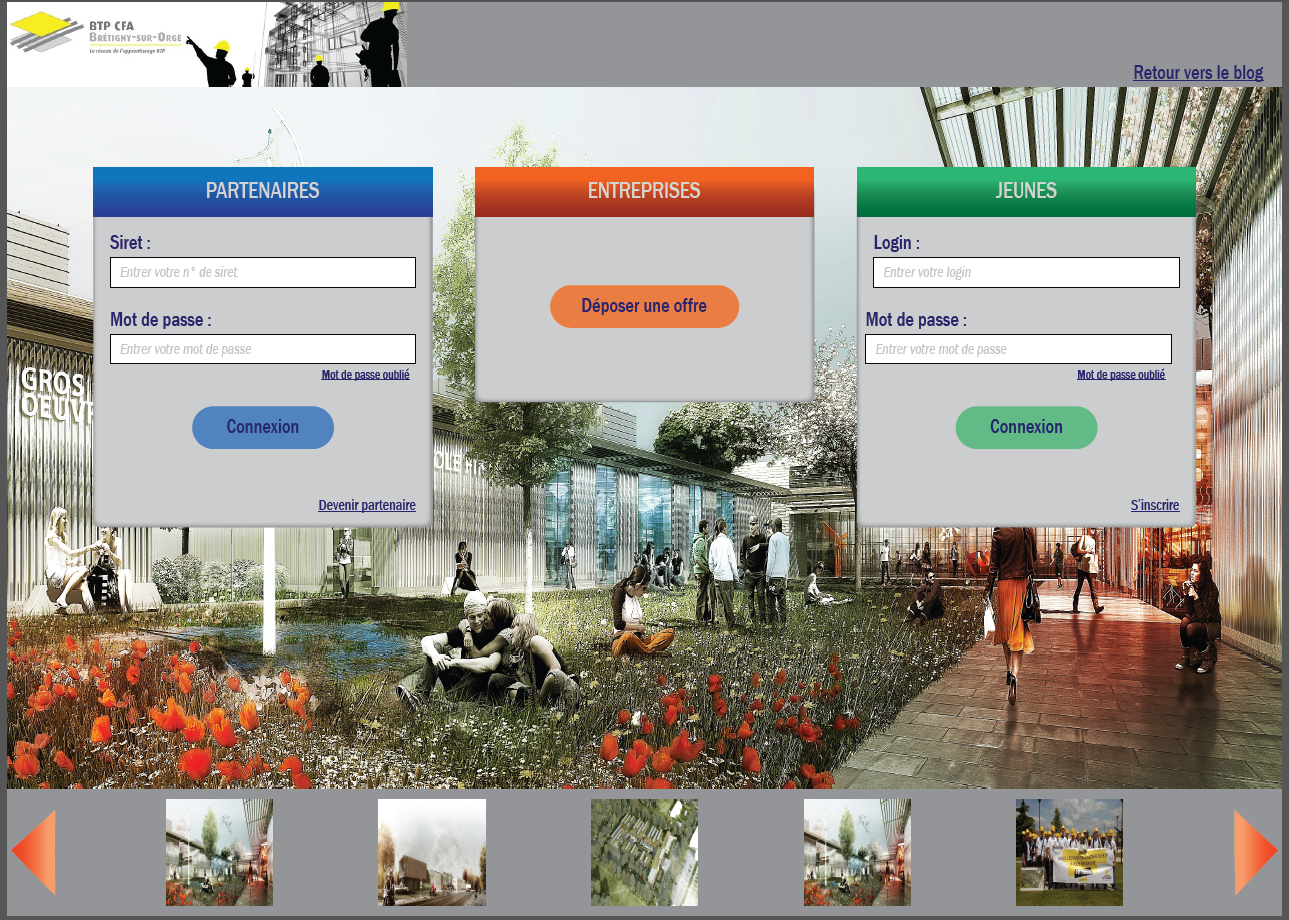 BTP CFA
BRÉTIGNY-SUR-ORGE
Le réseau de l'apprentissage BTP
Retour vers le blog
PARTENAIRES
Siret :
Entrer votre n° de siret
Mot de passe :
Entrer votre mot de passe
Mot de passe oublié
Connexion
Devenir partenaire
ENTREPRISES
Déposer une offre
JEUNES
Login :
Entrer votre login
Mot de passe :
Entrer votre mot de passe
Mot de passe oublié
Connexion
S'inscrire
GROS
OEUV